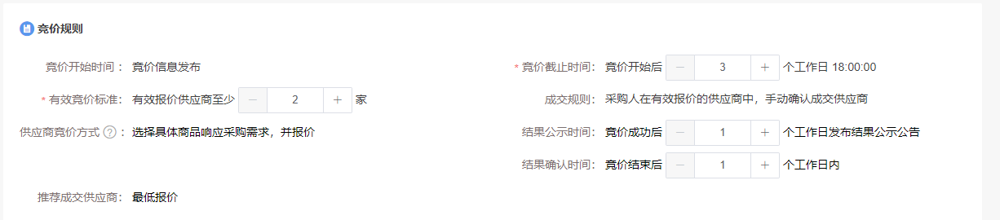 竞价规则
竞价开始时间： 竞价信息发布
* 竞价截止时间： 竞价开始后 — 3 + 个工作日 18:00:00
* 有效竞价标准： 有效报价供应商至少 — 2 + 家
成交规则： 采购人在有效报价的供应商中，手动确认成交供应商
供应商竞价方式 ? ： 选择具体商品响应采购需求，并报价
结果公示时间： 竞价成功后 — 1 + 个工作日发布结果公示公告
结果确认时间： 竞价结束后 — 1 + 个工作日内
推荐成交供应商： 最低报价